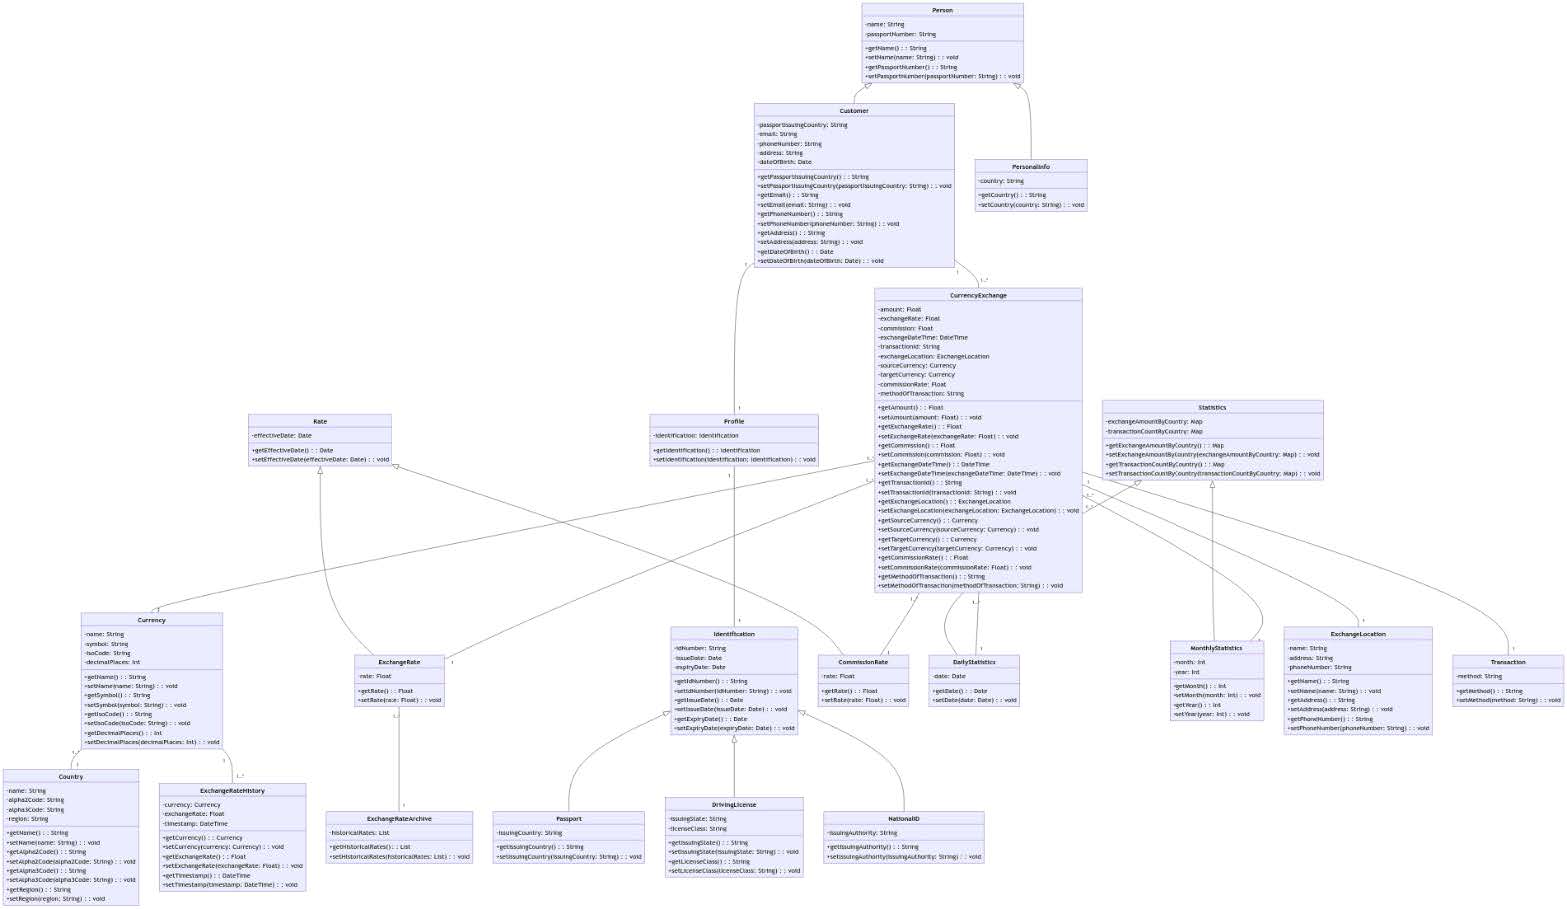 Person
-name: String
-passportNumber: String
+getName() : : String
+setName(name: String) : : void
+getPassportNumber() : : String
+setPassportNumber(passportNumber: String) : : void
Customer
-passportIssuingCountry: String
-email: String
-phoneNumber: String
-address: String
-dateOfBirth: Date
+getPassportIssuingCountry() : : String
+setPassportIssuingCountry(passportIssuingCountry: String) : : void
+getEmail() : : String
+setEmail(email: String) : : void
+getPhoneNumber() : : String
+setPhoneNumber(phoneNumber: String) : : void
+getAddress() : : String
+setAddress(address: String) : : void
+getDateOfBirth() : : Date
+setDateOfBirth(dateOfBirth: Date) : : void
PersonalInfo
-country: String
+getCountry() : : String
+setCountry(country: String) : : void
1
1
1..*
CurrencyExchange
-amount: Float
-exchangeRate: Float
-commission: Float
-exchangeDateTime: DateTime
-transactionId: String
-exchangeLocation: ExchangeLocation
-sourceCurrency: Currency
-targetCurrency: Currency
-commissionRate: Float
-methodOfTransaction: String
+getAmount() : : Float
+setAmount(amount: Float) : : void
+getExchangeRate() : : Float
+setExchangeRate(exchangeRate: Float) : : void
+getCommission() : : Float
+setCommission(commission: Float) : : void
+getExchangeDateTime() : : DateTime
+setExchangeDateTime(exchangeDateTime: DateTime) : : void
+getTransactionId() : : String
+setTransactionId(transactionId: String) : : void
+getExchangeLocation() : : ExchangeLocation
+setExchangeLocation(exchangeLocation: ExchangeLocation) : : void
+getSourceCurrency() : : Currency
+setSourceCurrency(sourceCurrency: Currency) : : void
+getTargetCurrency() : : Currency
+setTargetCurrency(targetCurrency: Currency) : : void
+getCommissionRate() : : Float
+setCommissionRate(commissionRate: Float) : : void
+getMethodOfTransaction() : : String
+setMethodOfTransaction(methodOfTransaction: String) : : void
Rate
-effectiveDate: Date
+getEffectiveDate() : : Date
+setEffectiveDate(effectiveDate: Date) : : void
1
Profile
-identification: Identification
+getIdentification() : : Identification
+setIdentification(identification: Identification) : : void
1
Statistics
-exchangeAmountByCountry: Map
-transactionCountByCountry: Map
+getExchangeAmountByCountry() : : Map
+setExchangeAmountByCountry(exchangeAmountByCountry: Map) : : void
+getTransactionCountByCountry() : : Map
+setTransactionCountByCountry(transactionCountByCountry: Map) : : void
1..*
1..*
1
1..*
1..*
1..*
1..*
Currency
-name: String
-symbol: String
-isoCode: String
-decimalPlaces: Int
+getName() : : String
+setName(name: String) : : void
+getSymbol() : : String
+setSymbol(symbol: String) : : void
+getIsoCode() : : String
+setIsoCode(isoCode: String) : : void
+getDecimalPlaces() : : Int
+setDecimalPlaces(decimalPlaces: Int) : : void
ExchangeRate
-rate: Float
+getRate() : : Float
+setRate(rate: Float) : : void
1
1
Identification
-idNumber: String
-issueDate: Date
-expiryDate: Date
+getIdNumber() : : String
+setIdNumber(idNumber: String) : : void
+getIssueDate() : : Date
+setIssueDate(issueDate: Date) : : void
+getExpiryDate() : : Date
+setExpiryDate(expiryDate: Date) : : void
1
CommissionRate
-rate: Float
+getRate() : : Float
+setRate(rate: Float) : : void
1
DailyStatistics
-date: Date
+getDate() : : Date
+setDate(date: Date) : : void
MonthlyStatistics
-month: Int
-year: Int
+getMonth() : : Int
+setMonth(month: Int) : : void
+getYear() : : Int
+setYear(year: Int) : : void
1
ExchangeLocation
-name: String
-address: String
-phoneNumber: String
+getName() : : String
+setName(name: String) : : void
+getAddress() : : String
+setAddress(address: String) : : void
+getPhoneNumber() : : String
+setPhoneNumber(phoneNumber: String) : : void
1
Transaction
-method: String
+getMethod() : : String
+setMethod(method: String) : : void
1..*
1
1
1..*
1..*
1
Country
-name: String
-alpha2Code: String
-alpha3Code: String
-region: String
+getName() : : String
+setName(name: String) : : void
+getAlpha2Code() : : String
+setAlpha2Code(alpha2Code: String) : : void
+getAlpha3Code() : : String
+setAlpha3Code(alpha3Code: String) : : void
+getRegion() : : String
+setRegion(region: String) : : void
ExchangeRateHistory
-currency: Currency
-exchangeRate: Float
-timestamp: DateTime
+getCurrency() : : Currency
+setCurrency(currency: Currency) : : void
+getExchangeRate() : : Float
+setExchangeRate(exchangeRate: Float) : : void
+getTimestamp() : : DateTime
+setTimestamp(timestamp: DateTime) : : void
ExchangeRateArchive
-historicalRates: List
+getHistoricalRates() : : List
+setHistoricalRates(historicalRates: List) : : void
Passport
-issuingCountry: String
+getIssuingCountry() : : String
+setIssuingCountry(issuingCountry: String) : : void
DrivingLicense
-issuingState: String
-licenseClass: String
+getIssuingState() : : String
+setIssuingState(issuingState: String) : : void
+getLicenseClass() : : String
+setLicenseClass(licenseClass: String) : : void
NationalID
-issuingAuthority: String
+getIssuingAuthority() : : String
+setIssuingAuthority(issuingAuthority: String) : : void